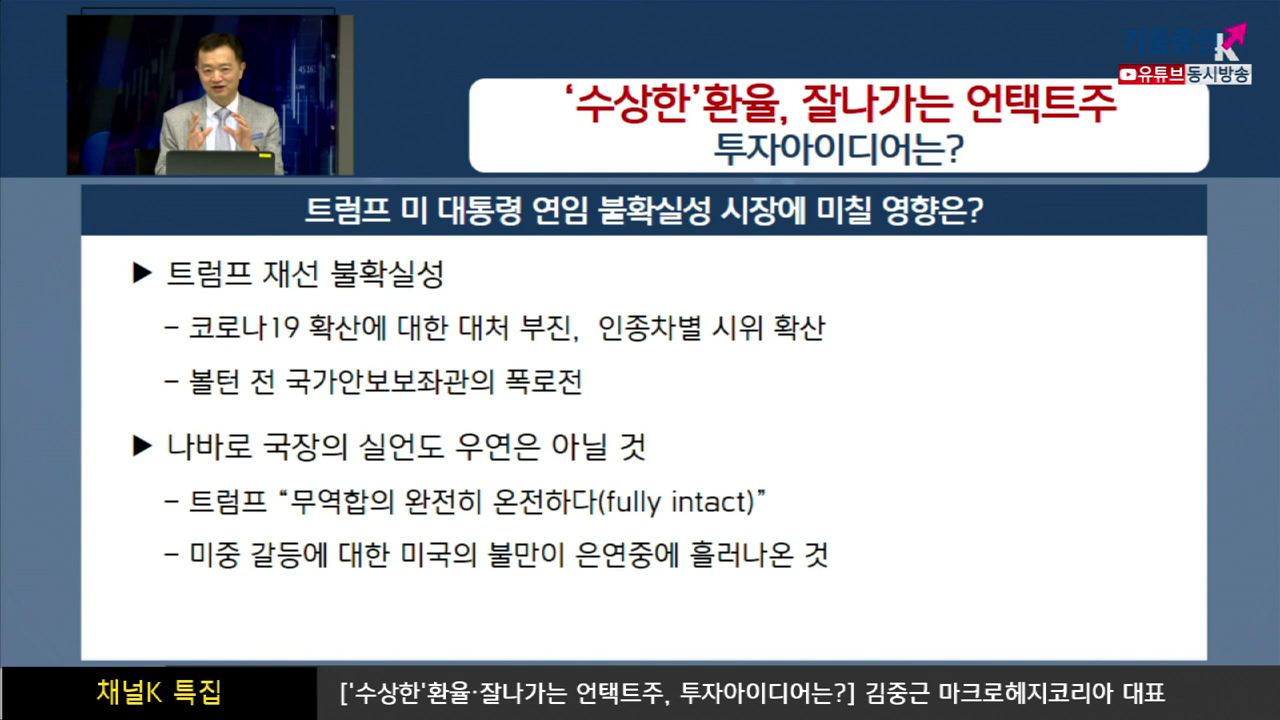 키움증권
K
유튜브 동시방송
‘수상한’환율, 잘나가는 언택트주
투자아이디어는?
트럼프 미 대통령 연임 불확실성 시장에 미칠 영향은?
▶ 트럼프 재선 불확실성
- 코로나19 확산에 대한 대처 부진, 인종차별 시위 확산
- 볼턴 전 국가안보보좌관의 폭로전
▶ 나바로 국장의 실언도 우연은 아닐 것
- 트럼프 “무역합의 완전히 온전하다(fully intact)”
- 미중 갈등에 대한 미국의 불만이 은연중에 흘러나온 것
채널K 특집
['수상한'환율·잘나가는 언택트주, 투자아이디어는?] 김중근 마크로헤지코리아 대표